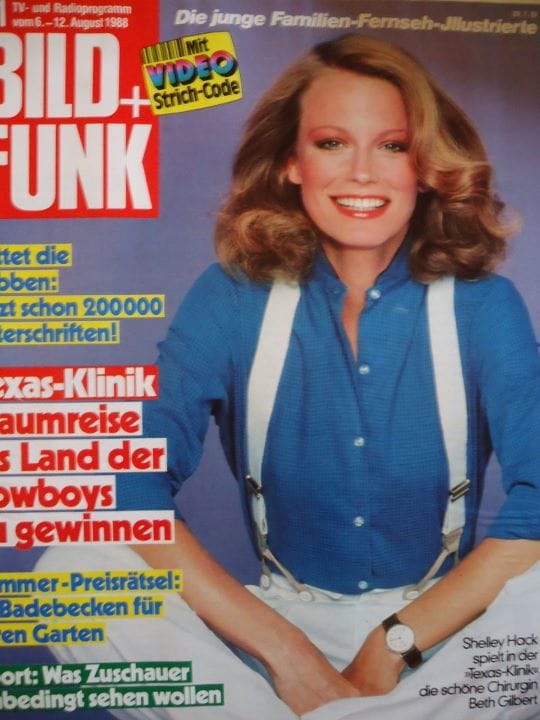 TV- und Radioprogramm
vom 6.–12. August 1988
Die junge Familien-Fernseh-Jllustrierte
BILD+
FUNK
Mit
VIDEO
Strich-Code
ttet die
bben:
zt schon 200000
terschriften!
exas-Klinik
aumreise
s Land der
owboys
u gewinnen
mmer-Preisrätsel:
Badebecken für
ren Garten
ort: Was Zuschauer
nbedingt sehen wollen
Shelley Hack
spielt in der
»Texas-Klinik«
die schöne Chirurgin
Beth Gilbert